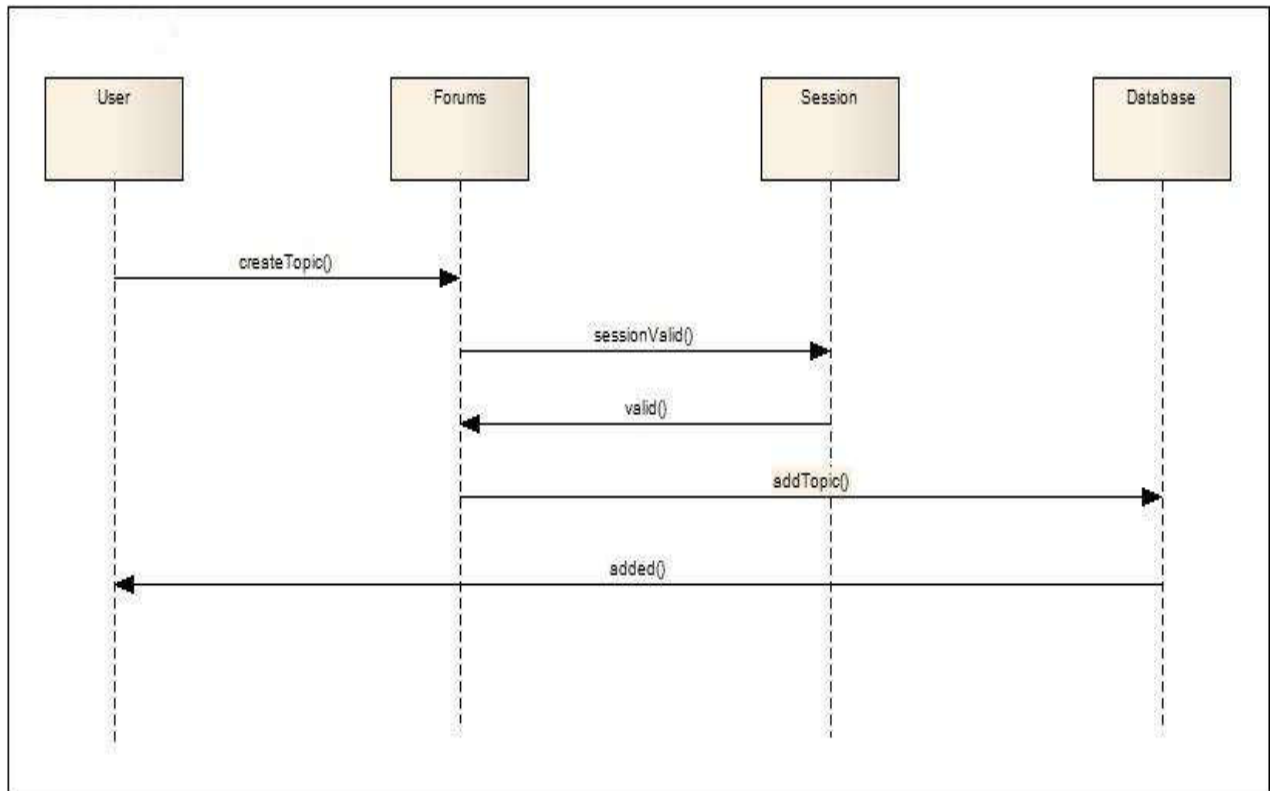 User
Forums
Session
Database
createTopic()
sessionValid()
valid()
addTopic()
added()